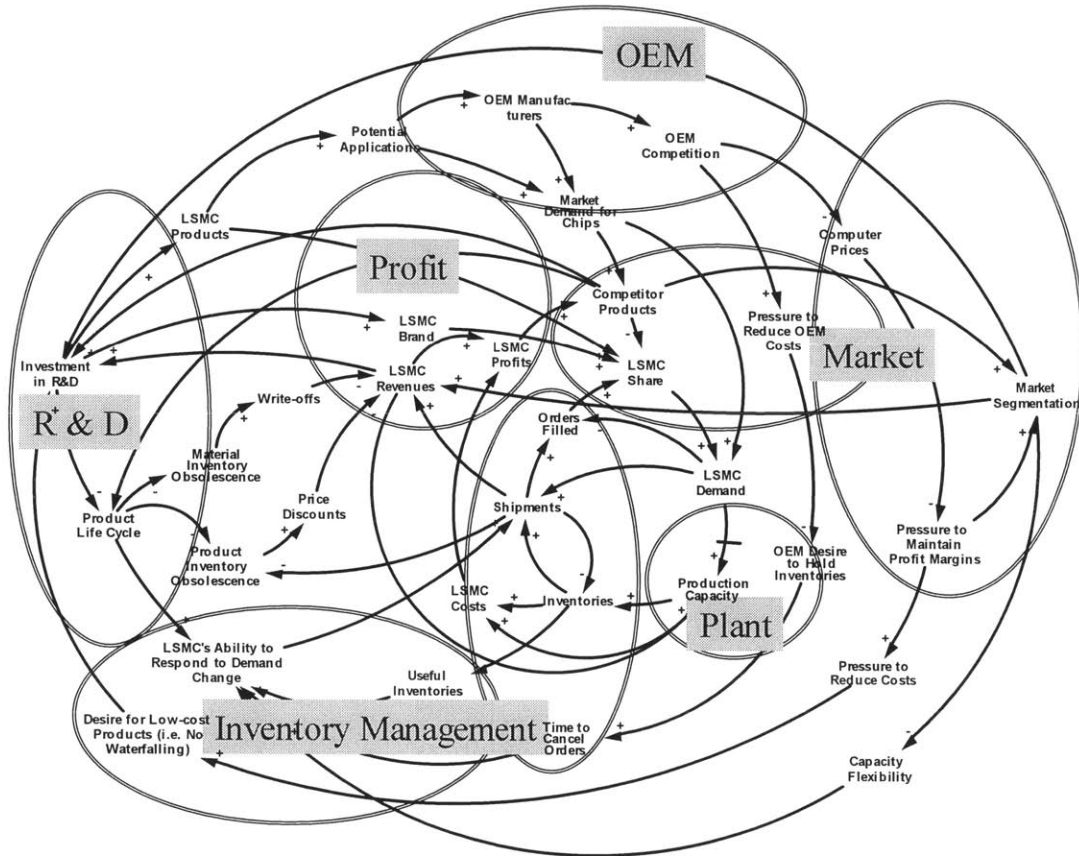 OEM
OEM Manufac
turers
Potential
Application
OEM
Competition
LSMC
Products
Market
Demand for
Chips
Computer
Prices
Profit
Competitor
Products
Pressure to
Reduce OEM
Costs
LSMC
Brand
LSMC
Profits
Market
Investment
in R&D
LSMC
Revenues
LSMC
Share
Market
Segmentation
R & D
Write-offs
Orders
Filled
Material
Inventory
Obsolescence
LSMC
Demand
Price
Discounts
Shipments
Product
Life Cycle
Pressure to
Maintain
Profit Margins
Product
Inventory
Obsolescence
OEM Desire
to Hold
Inventories
LSMC
Costs
Inventories
Production
Capacity
Plant
LSMC's Ability to
Respond to Demand
Change
Useful
Inventories
Pressure to
Reduce Costs
Desire for Low-cost
Products (i.e. No
Waterfalling)
Inventory Management
Time to
Cancel
Orders
Capacity
Flexibility